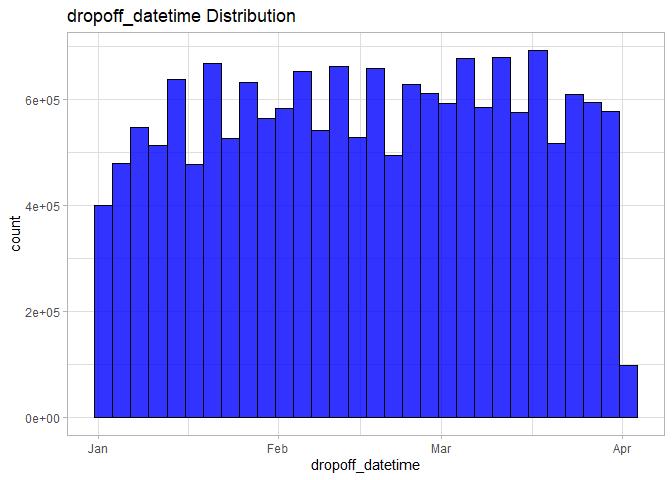 dropoff_datetime Distribution
6e+05
4e+05
2e+05
0e+00
count
Jan Feb Mar Apr
dropoff_datetime